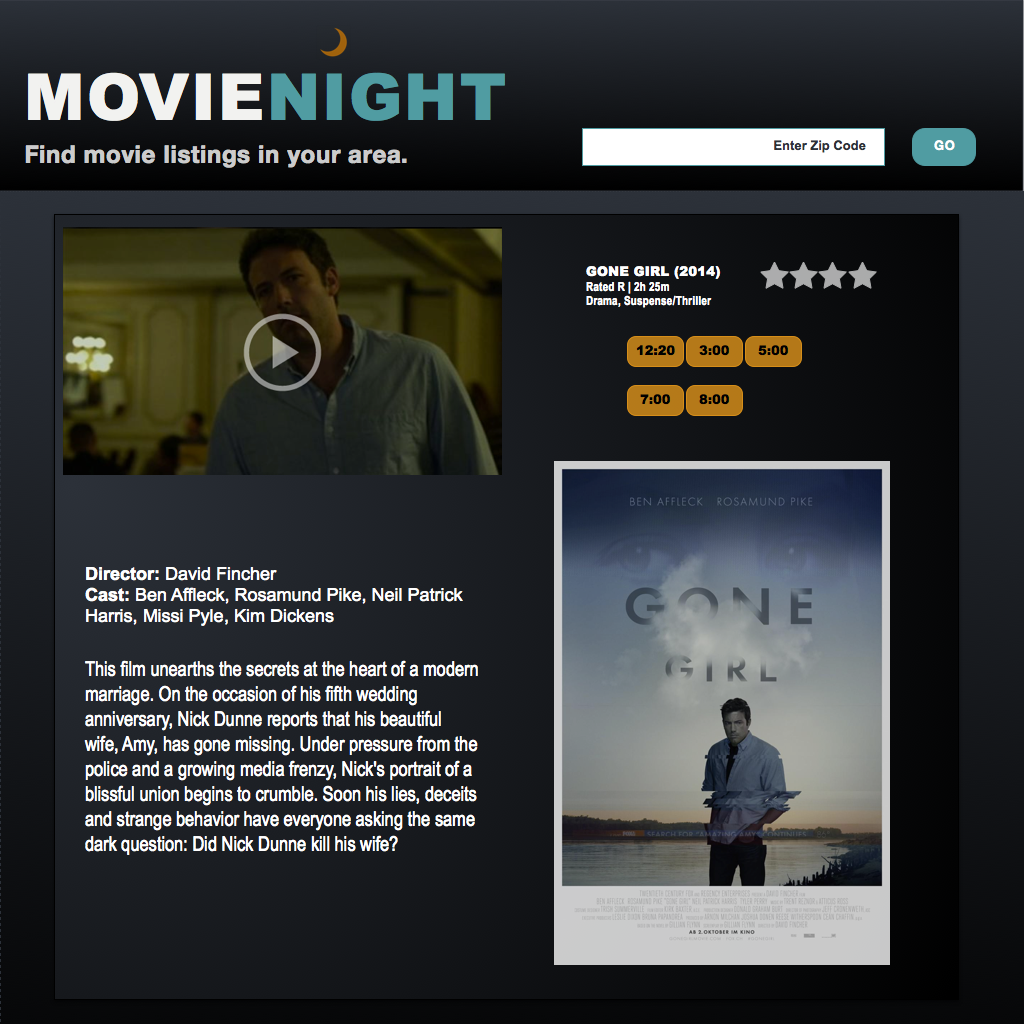 MOVIENIGHT
Find movie listings in your area.
Enter Zip Code
GO
GONE GIRL (2014)
Rated R | 2h 25m
Drama, Suspense/Thriller
12:20 3:00 5:00
7:00 8:00
Director: David Fincher
Cast: Ben Affleck, Rosamund Pike, Neil Patrick
Harris, Missi Pyle, Kim Dickens
This film unearths the secrets at the heart of a modern
marriage. On the occasion of his fifth wedding
anniversary, Nick Dunne reports that his beautiful
wife, Amy, has gone missing. Under pressure from the
police and a growing media frenzy, Nick's portrait of a
blissful union begins to crumble. Soon his lies, deceits
and strange behavior have everyone asking the same
dark question: Did Nick Dunne kill his wife?
BEN AFFLECK ROSAMUND PIKE
GONE
GIRL
SEARCH FOR "AMAZING AMY" CONTINUES
AB 2.OKTOBER IM KINO